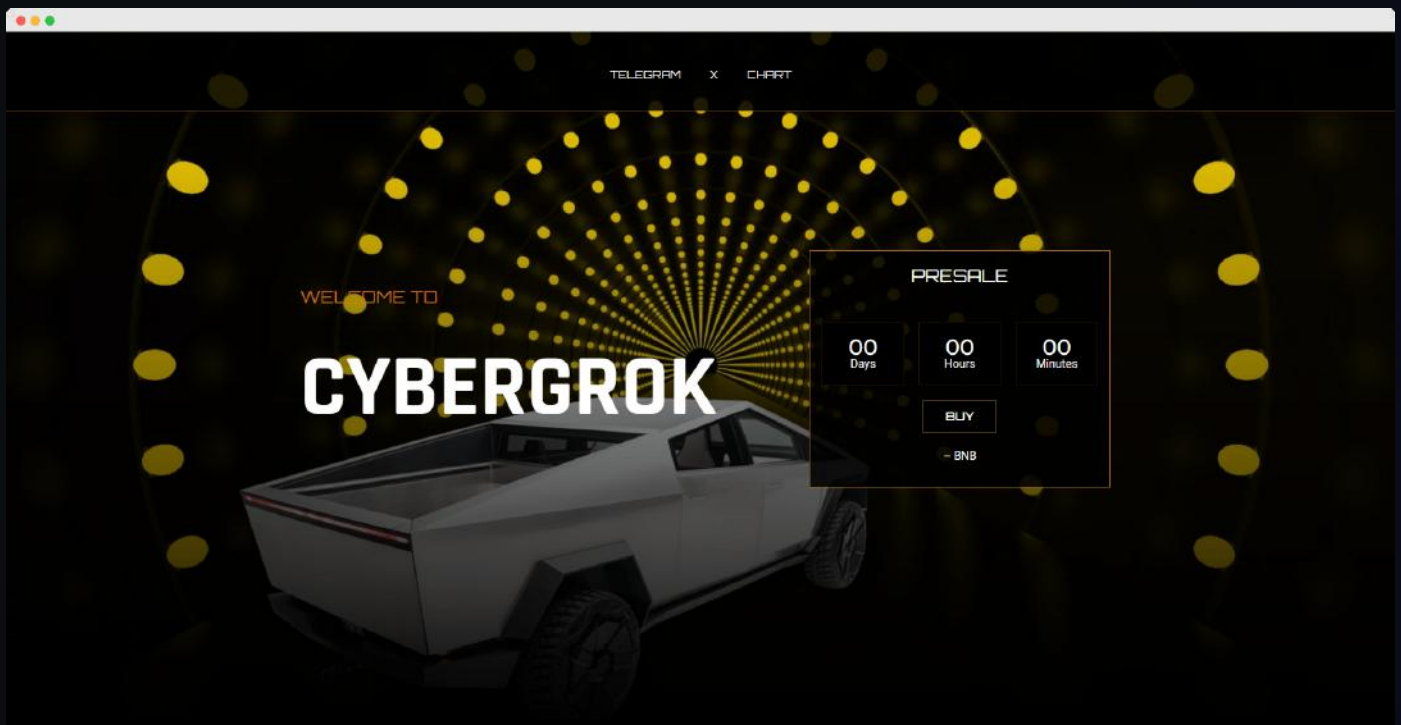 TELEGRAM X CHART
WELCOME TO
CYBERGROK
PRESALE
00 00 00
Days Hours Minutes
BUY
– BNB